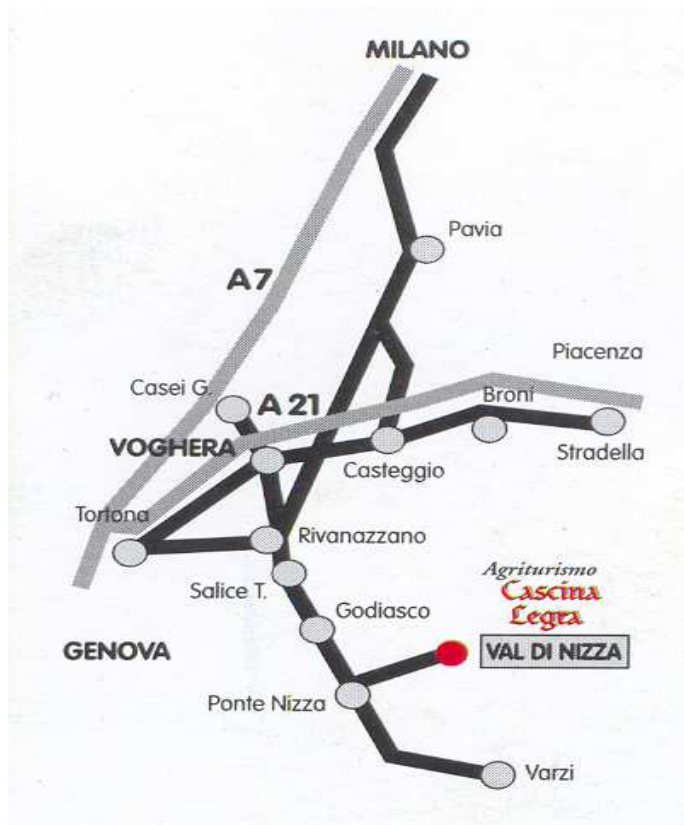 MILANO
Pavia
A7
Piacenza
Casei G.
A 21
Broni
VOGHERA
Casteggio
Stradella
Tortona
Rivanazzano
Salice T.
Agriturismo
Cascina
Legra
Godiasco
GENOVA
VAL DI NIZZA
Ponte Nizza
Varzi